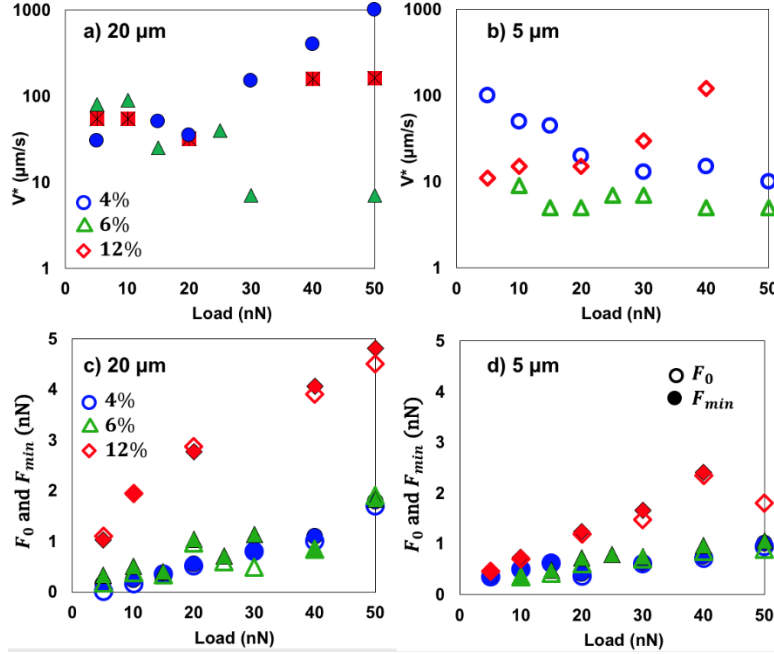 a) 20 µm
1000
100
10
1
V* (µm/s)
4%
6%
12%
0 10 20 30 40 50
Load (nN)
b) 5 µm
1000
100
10
1
V* (µm/s)
0 10 20 30 40 50
Load (nN)
c) 20 µm
5
4
3
2
1
0
F₀ and Fₘᵢₙ (nN)
4%
6%
12%
0 10 20 30 40 50
Load (nN)
d) 5 µm
5
4
3
2
1
0
F₀ and Fₘᵢₙ (nN)
F₀
Fₘᵢₙ
0 10 20 30 40 50
Load (nN)